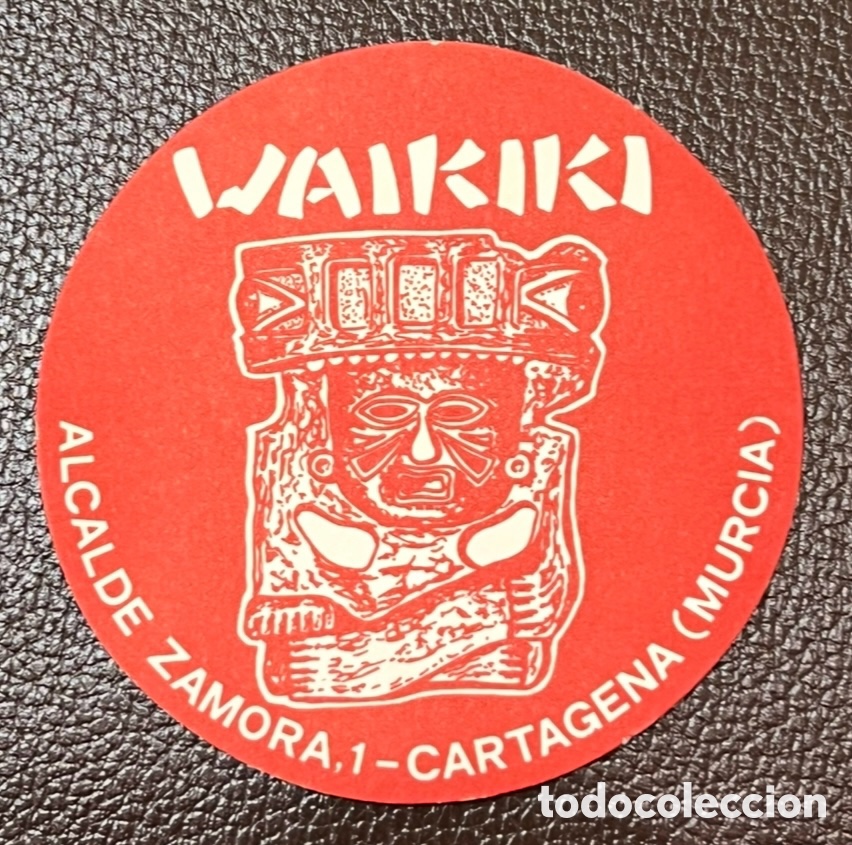 WAIKIKI
ALCALDE ZAMORA, 1 - CARTAGENA (MURCIA)
todocoleccion